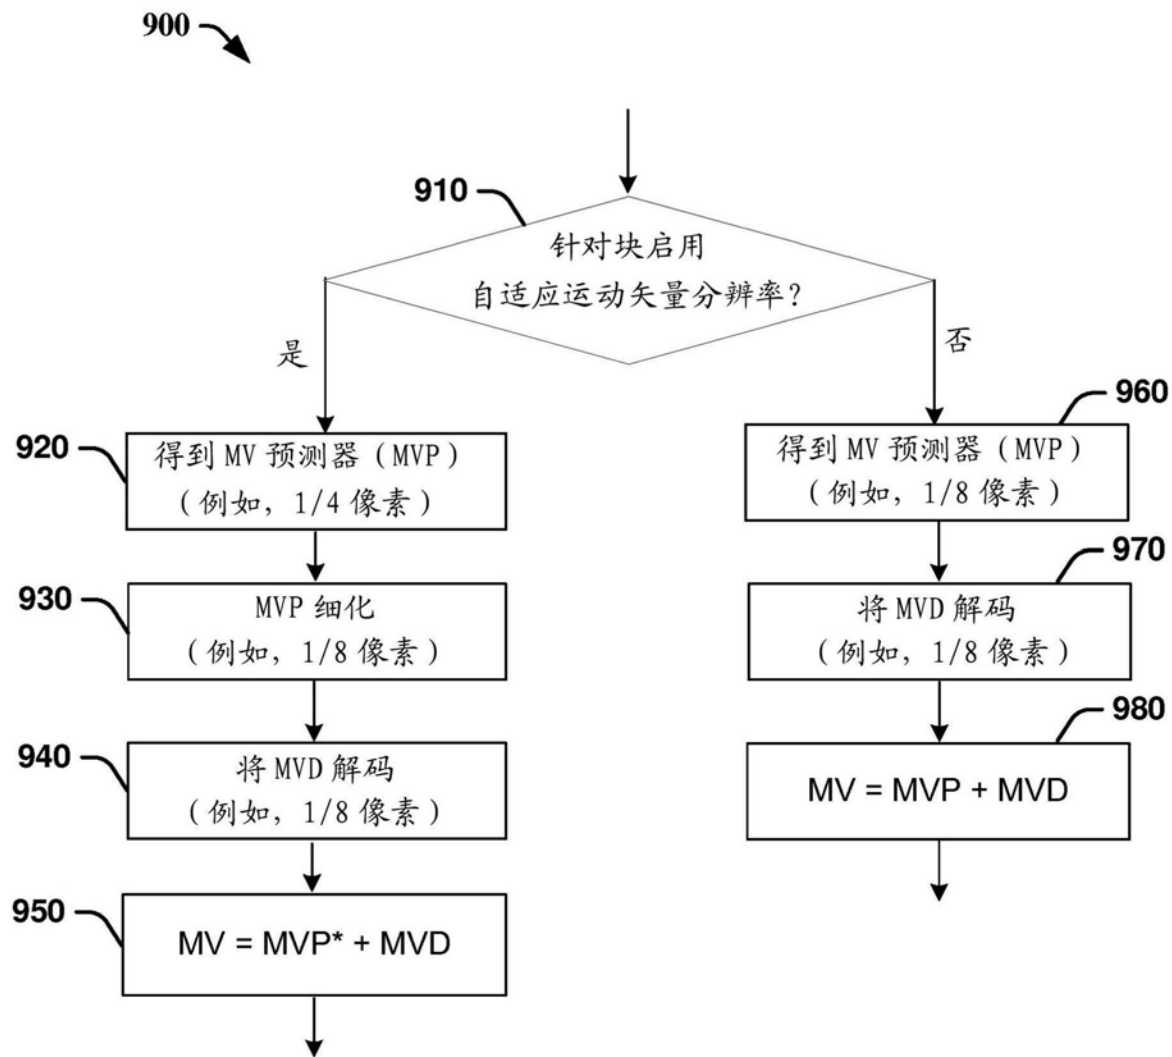 900
910
针对块启用
自适应运动矢量分辨率?
是
否
920
得到 MV 预测器 (MVP)
(例如, 1/4 像素)
930
MVP 细化
(例如, 1/8 像素)
940
将 MVD 解码
(例如, 1/8 像素)
950
MV = MVP* + MVD
960
得到 MV 预测器 (MVP)
(例如, 1/8 像素)
970
将 MVD 解码
(例如, 1/8 像素)
980
MV = MVP + MVD